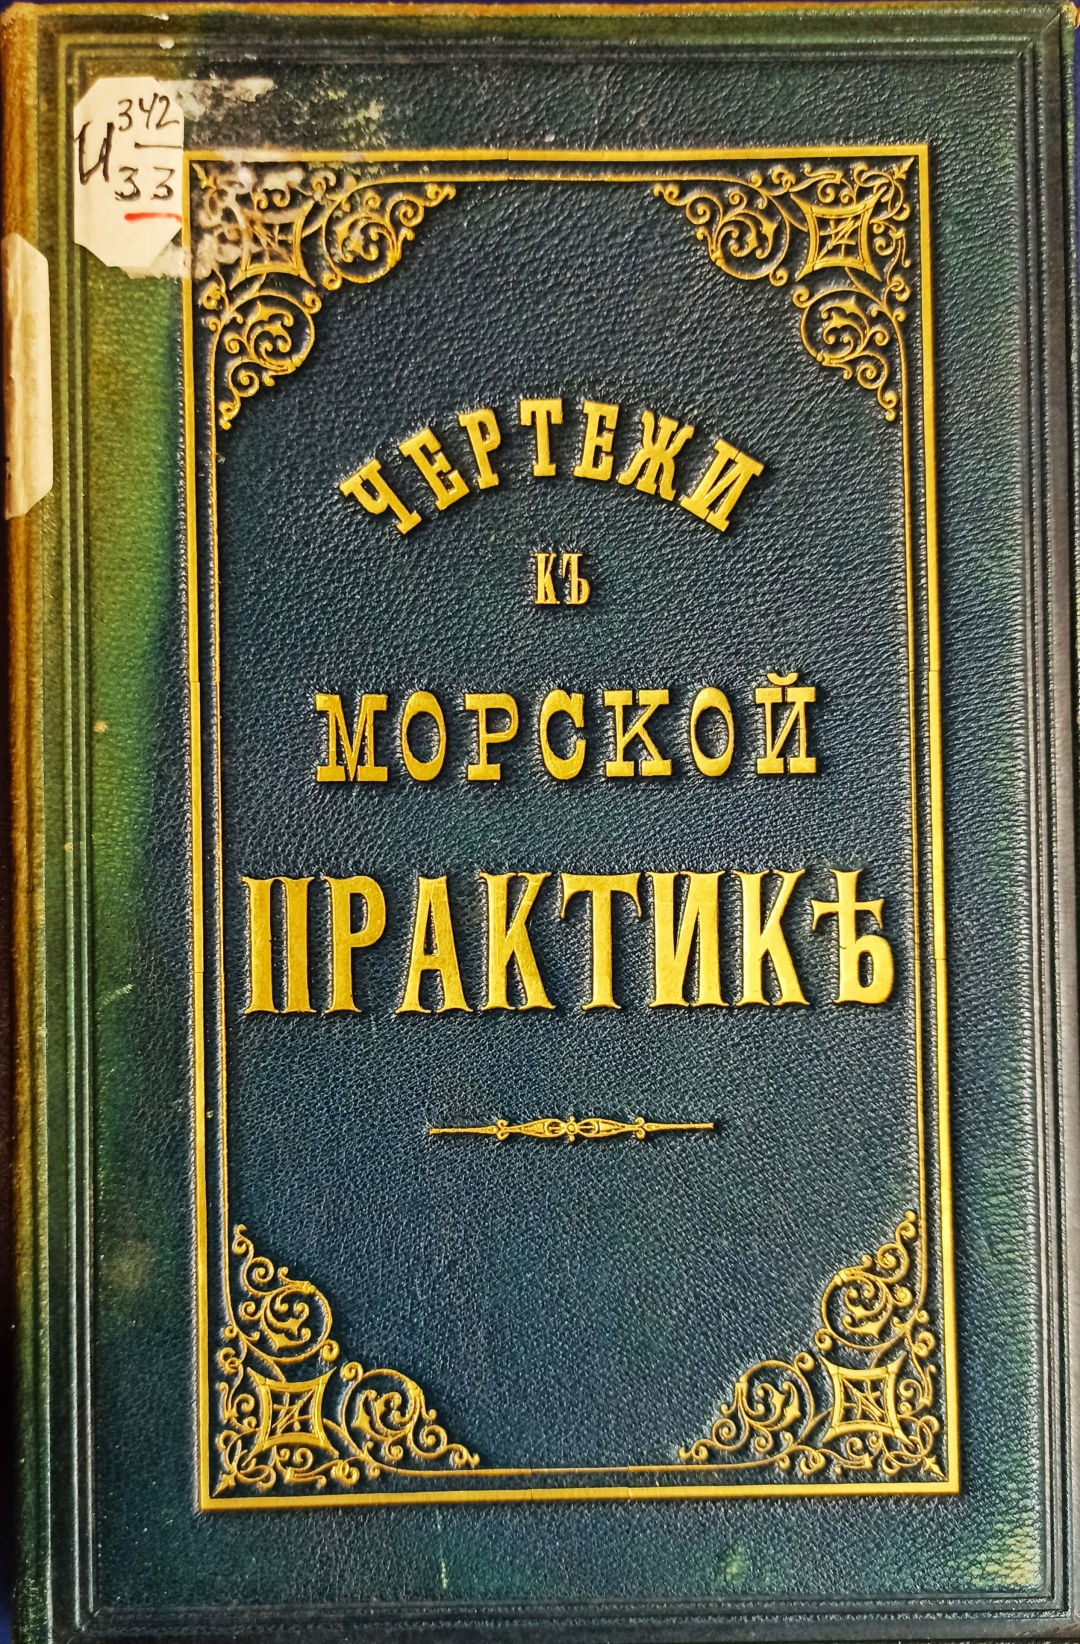 И 342
33
ЧЕРТЕЖИ
КЪ
МОРСКОЙ
ПРАКТИКѢ